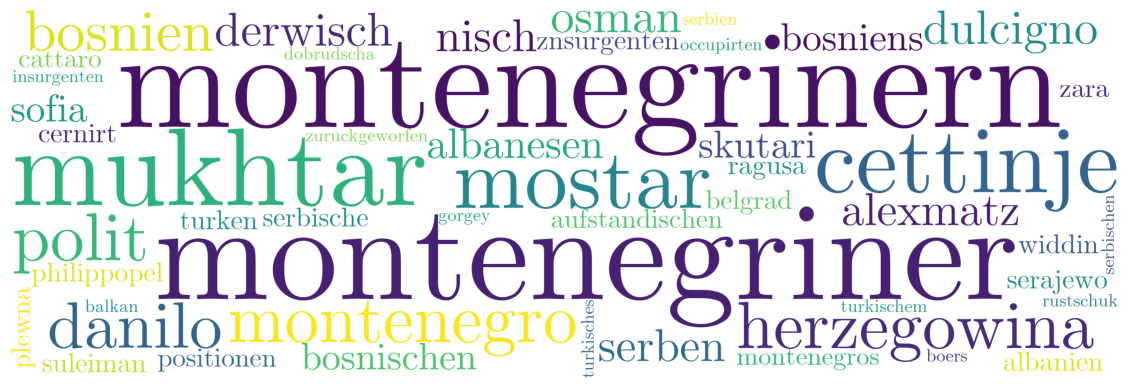 bosnien derwisch nisch osman serbien bosniens dulcigno
cattaro dobrudscha znsurgenten occupirten
insurgenten montenegrinern zara
sofia
cernirt zuruckgeworfen albanesen skutari
mukhtar mostar ragusa cettinje
belgrad
polit turken serbische gorgey aufstandischen alexmatz
montenegriner widdin serbischen
philippopel serajewo
plewna balkan turkischem rustschuk
danilo montenegro turkisches serben herzegowina
suleiman positionen bosnischen montenegros boers albanien